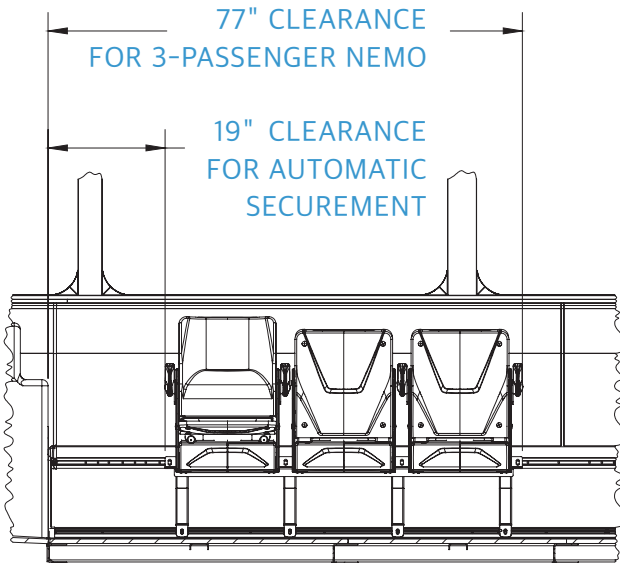 77" CLEARANCE
FOR 3-PASSENGER NEMO
19" CLEARANCE
FOR AUTOMATIC
SECUREMENT